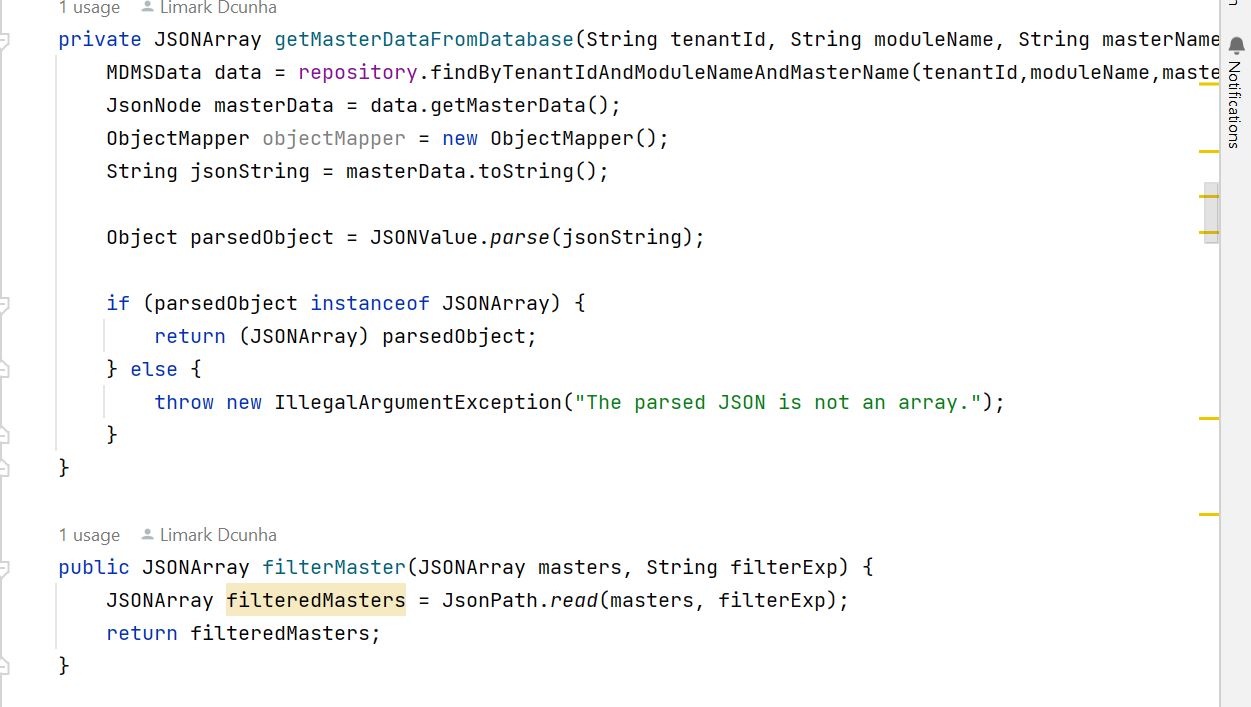 1 usage Limark Dcunha
private JSONArray getMasterDataFromDatabase(String tenantId, String moduleName, String masterName
MDMSData data = repository.findByTenantIdAndModuleNameAndMasterName(tenantId,moduleName,maste
JsonNode masterData = data.getMasterData();
ObjectMapper objectMapper = new ObjectMapper();
String jsonString = masterData.toString();
Object parsedObject = JSONValue.parse(jsonString);
if (parsedObject instanceof JSONArray) {
return (JSONArray) parsedObject;
} else {
throw new IllegalArgumentException("The parsed JSON is not an array.");
}
}
1 usage Limark Dcunha
public JSONArray filterMaster(JSONArray masters, String filterExp) {
JSONArray filteredMasters = JsonPath.read(masters, filterExp);
return filteredMasters;
}
Notifications